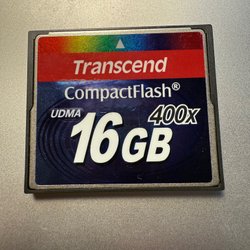 Transcend
CompactFlash®
UDMA 400x
16GB